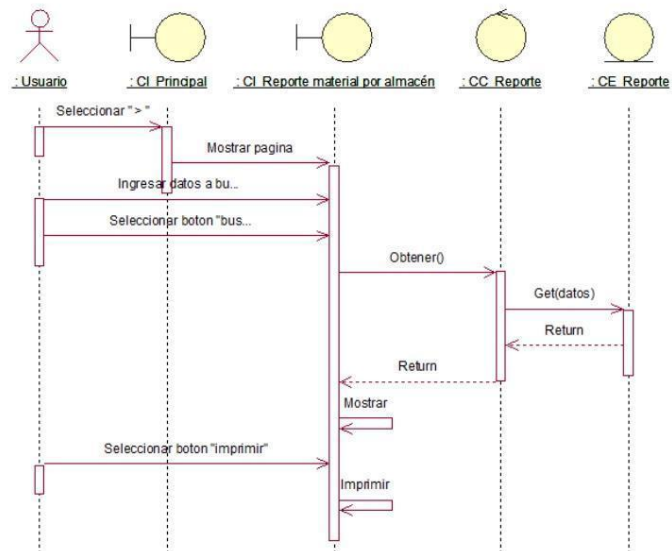 : Usuario
: CI Principal
: CI Reporte material por almacén
: CC Reporte
: CE Reporte
Seleccionar " > "
Mostrar pagina
Ingresar datos a bu...
Seleccionar boton "bus...
Obtener()
Get(datos)
Return
Return
Mostrar
Seleccionar boton "imprimir"
Imprimir